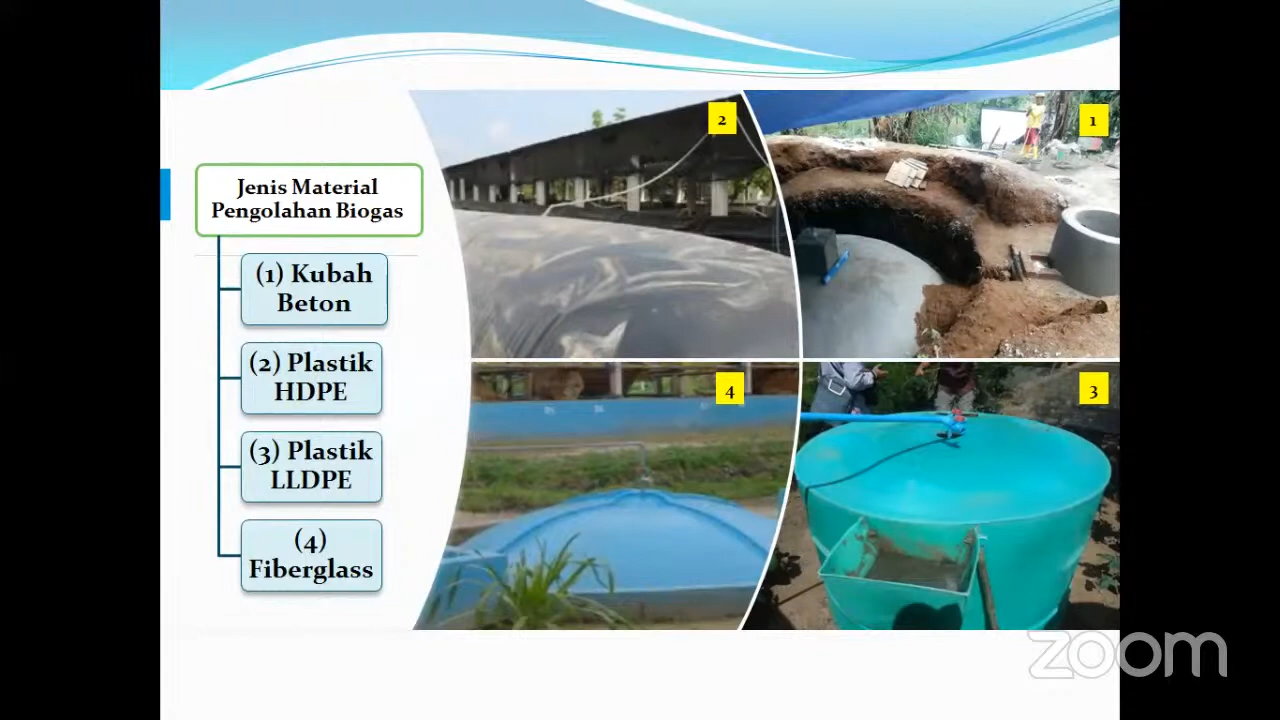 Jenis Material
Pengolahan Biogas
(1) Kubah
Beton
(2) Plastik
HDPE
(3) Plastik
LLDPE
(4)
Fiberglass
2
1
4
3
zoom